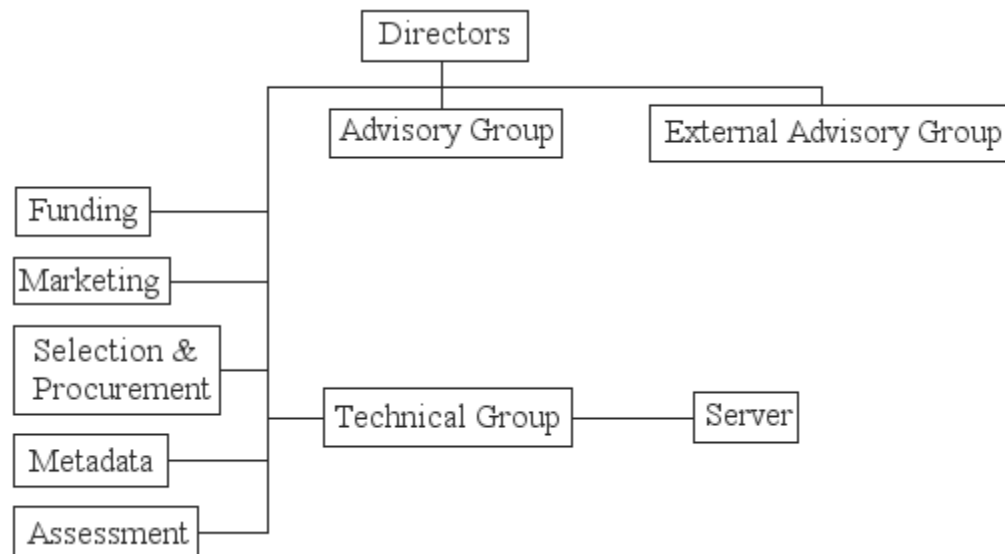 Directors
Advisory Group
External Advisory Group
Funding
Marketing
Selection &
Procurement
Technical Group
Server
Metadata
Assessment